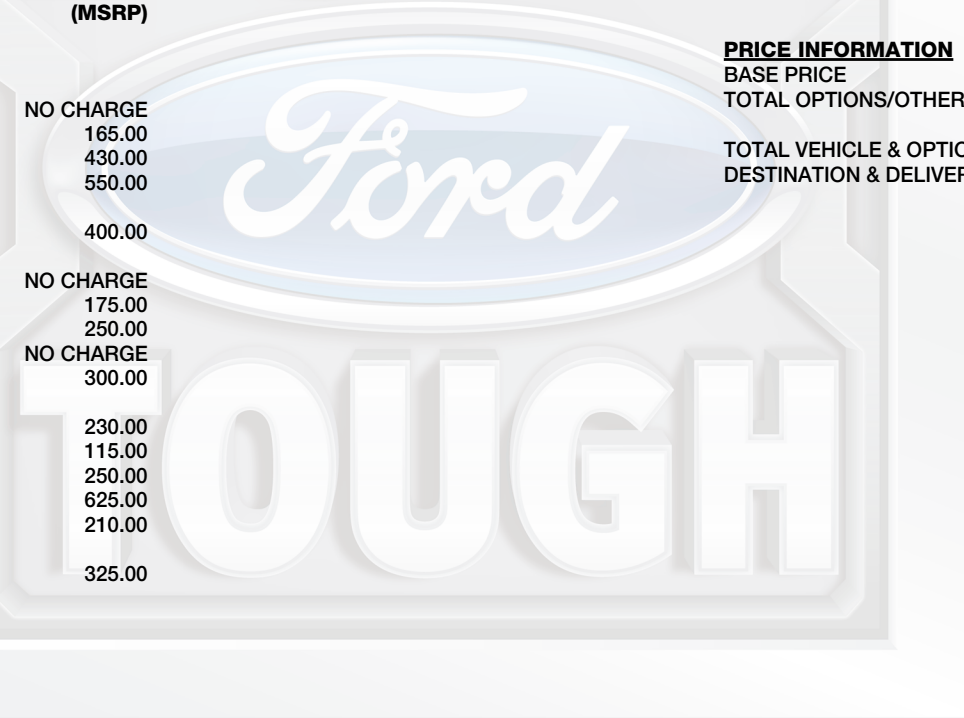 (MSRP)
NO CHARGE
165.00
430.00
550.00
400.00
NO CHARGE
175.00
250.00
NO CHARGE
300.00
230.00
115.00
250.00
625.00
210.00
325.00
PRICE INFORMATION
BASE PRICE
TOTAL OPTIONS/OTHER
TOTAL VEHICLE & OPTIO
DESTINATION & DELIVER
Ford
TOUGH